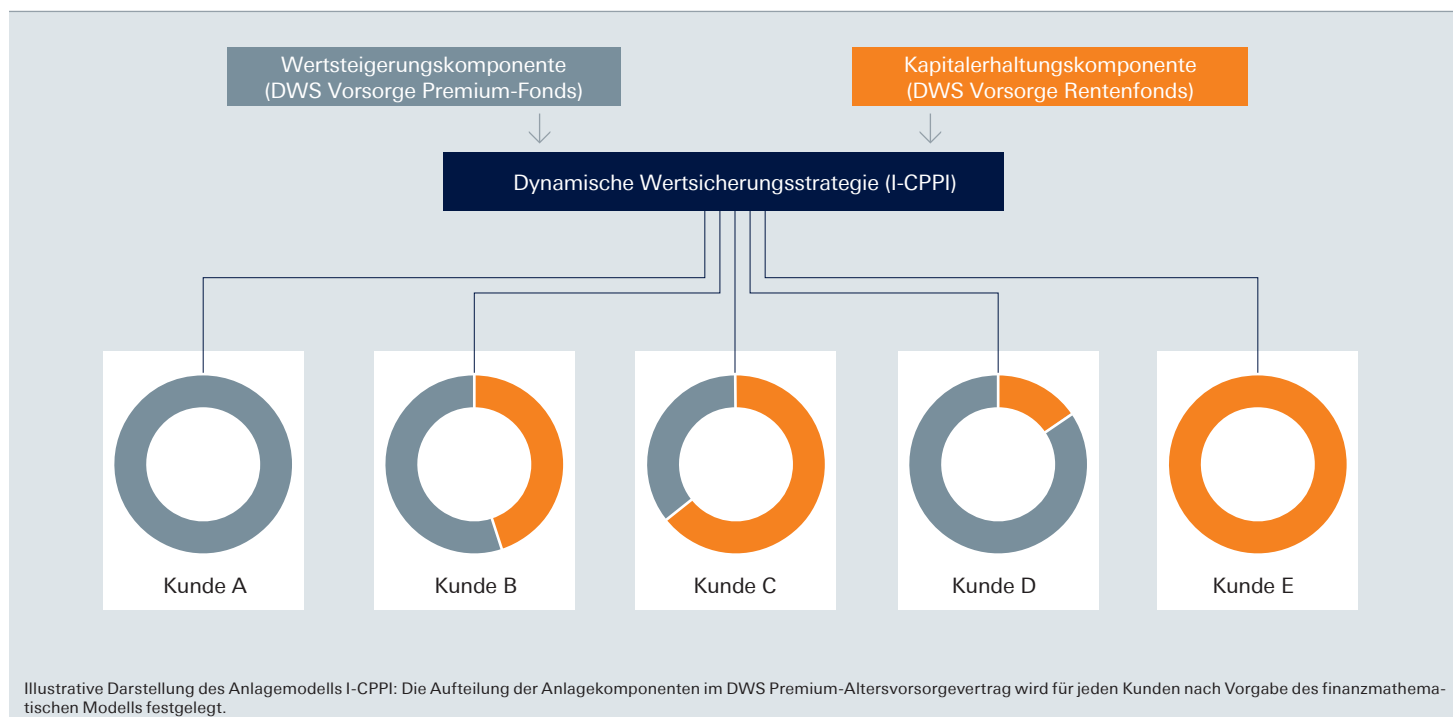 Wertsteigerungskomponente
(DWS Vorsorge Premium-Fonds)
Kapitalerhaltungskomponente
(DWS Vorsorge Rentenfonds)
Dynamische Wertsicherungsstrategie (I-CPPI)
Kunde A
Kunde B
Kunde C
Kunde D
Kunde E
Illustrative Darstellung des Anlagemodells I-CPPI: Die Aufteilung der Anlagekomponenten im DWS Premium-Altersvorsorgevertrag wird für jeden Kunden nach Vorgabe des finanzmathema-
tischen Modells festgelegt.